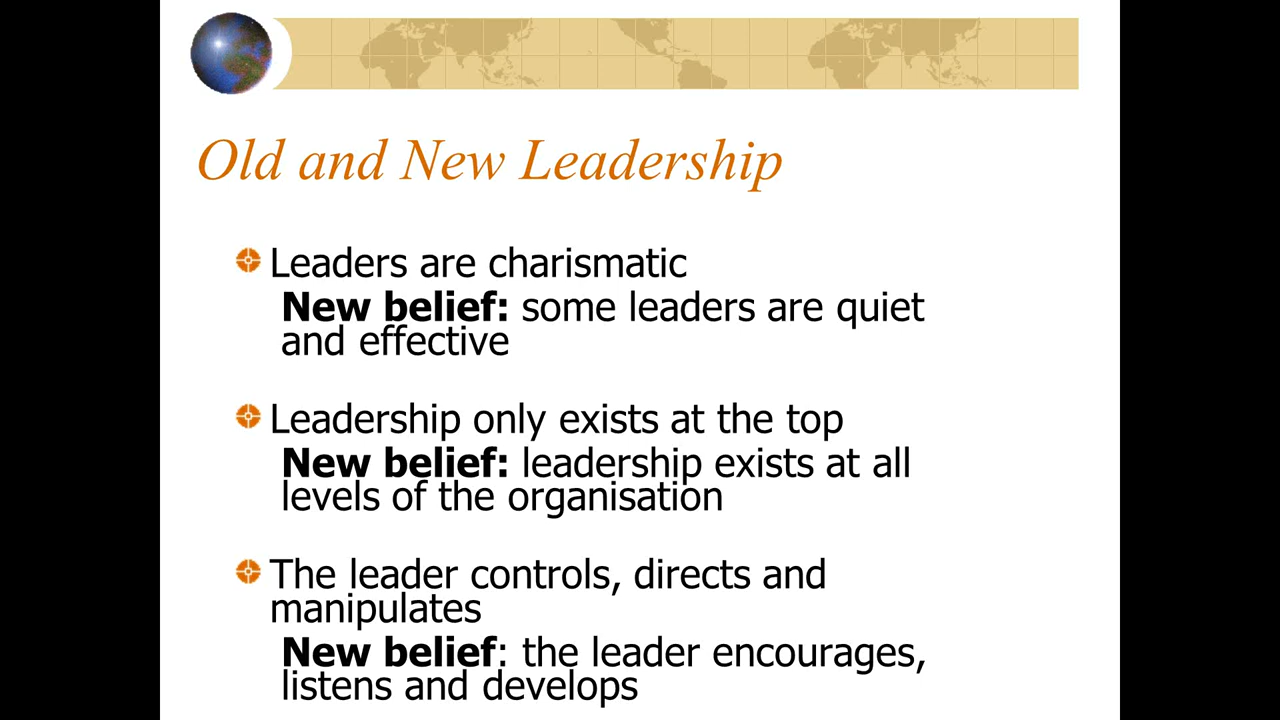 Old and New Leadership
Leaders are charismatic
New belief: some leaders are quiet
and effective
Leadership only exists at the top
New belief: leadership exists at all
levels of the organisation
The leader controls, directs and
manipulates
New belief: the leader encourages,
listens and develops